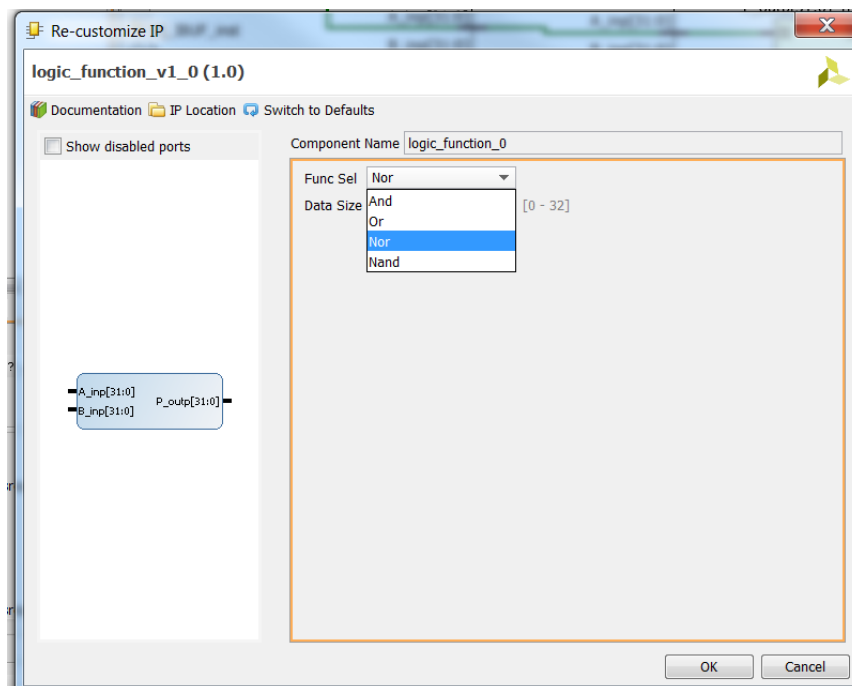 Re-customize IP
logic_function_v1_0 (1.0)
Documentation IP Location Switch to Defaults
Show disabled ports
Component Name logic_function_0
Func Sel Nor
Data Size [0 - 32]
And
Or
Nor
Nand
A_inp[31:0]
B_inp[31:0]
P_outp[31:0]
OK Cancel